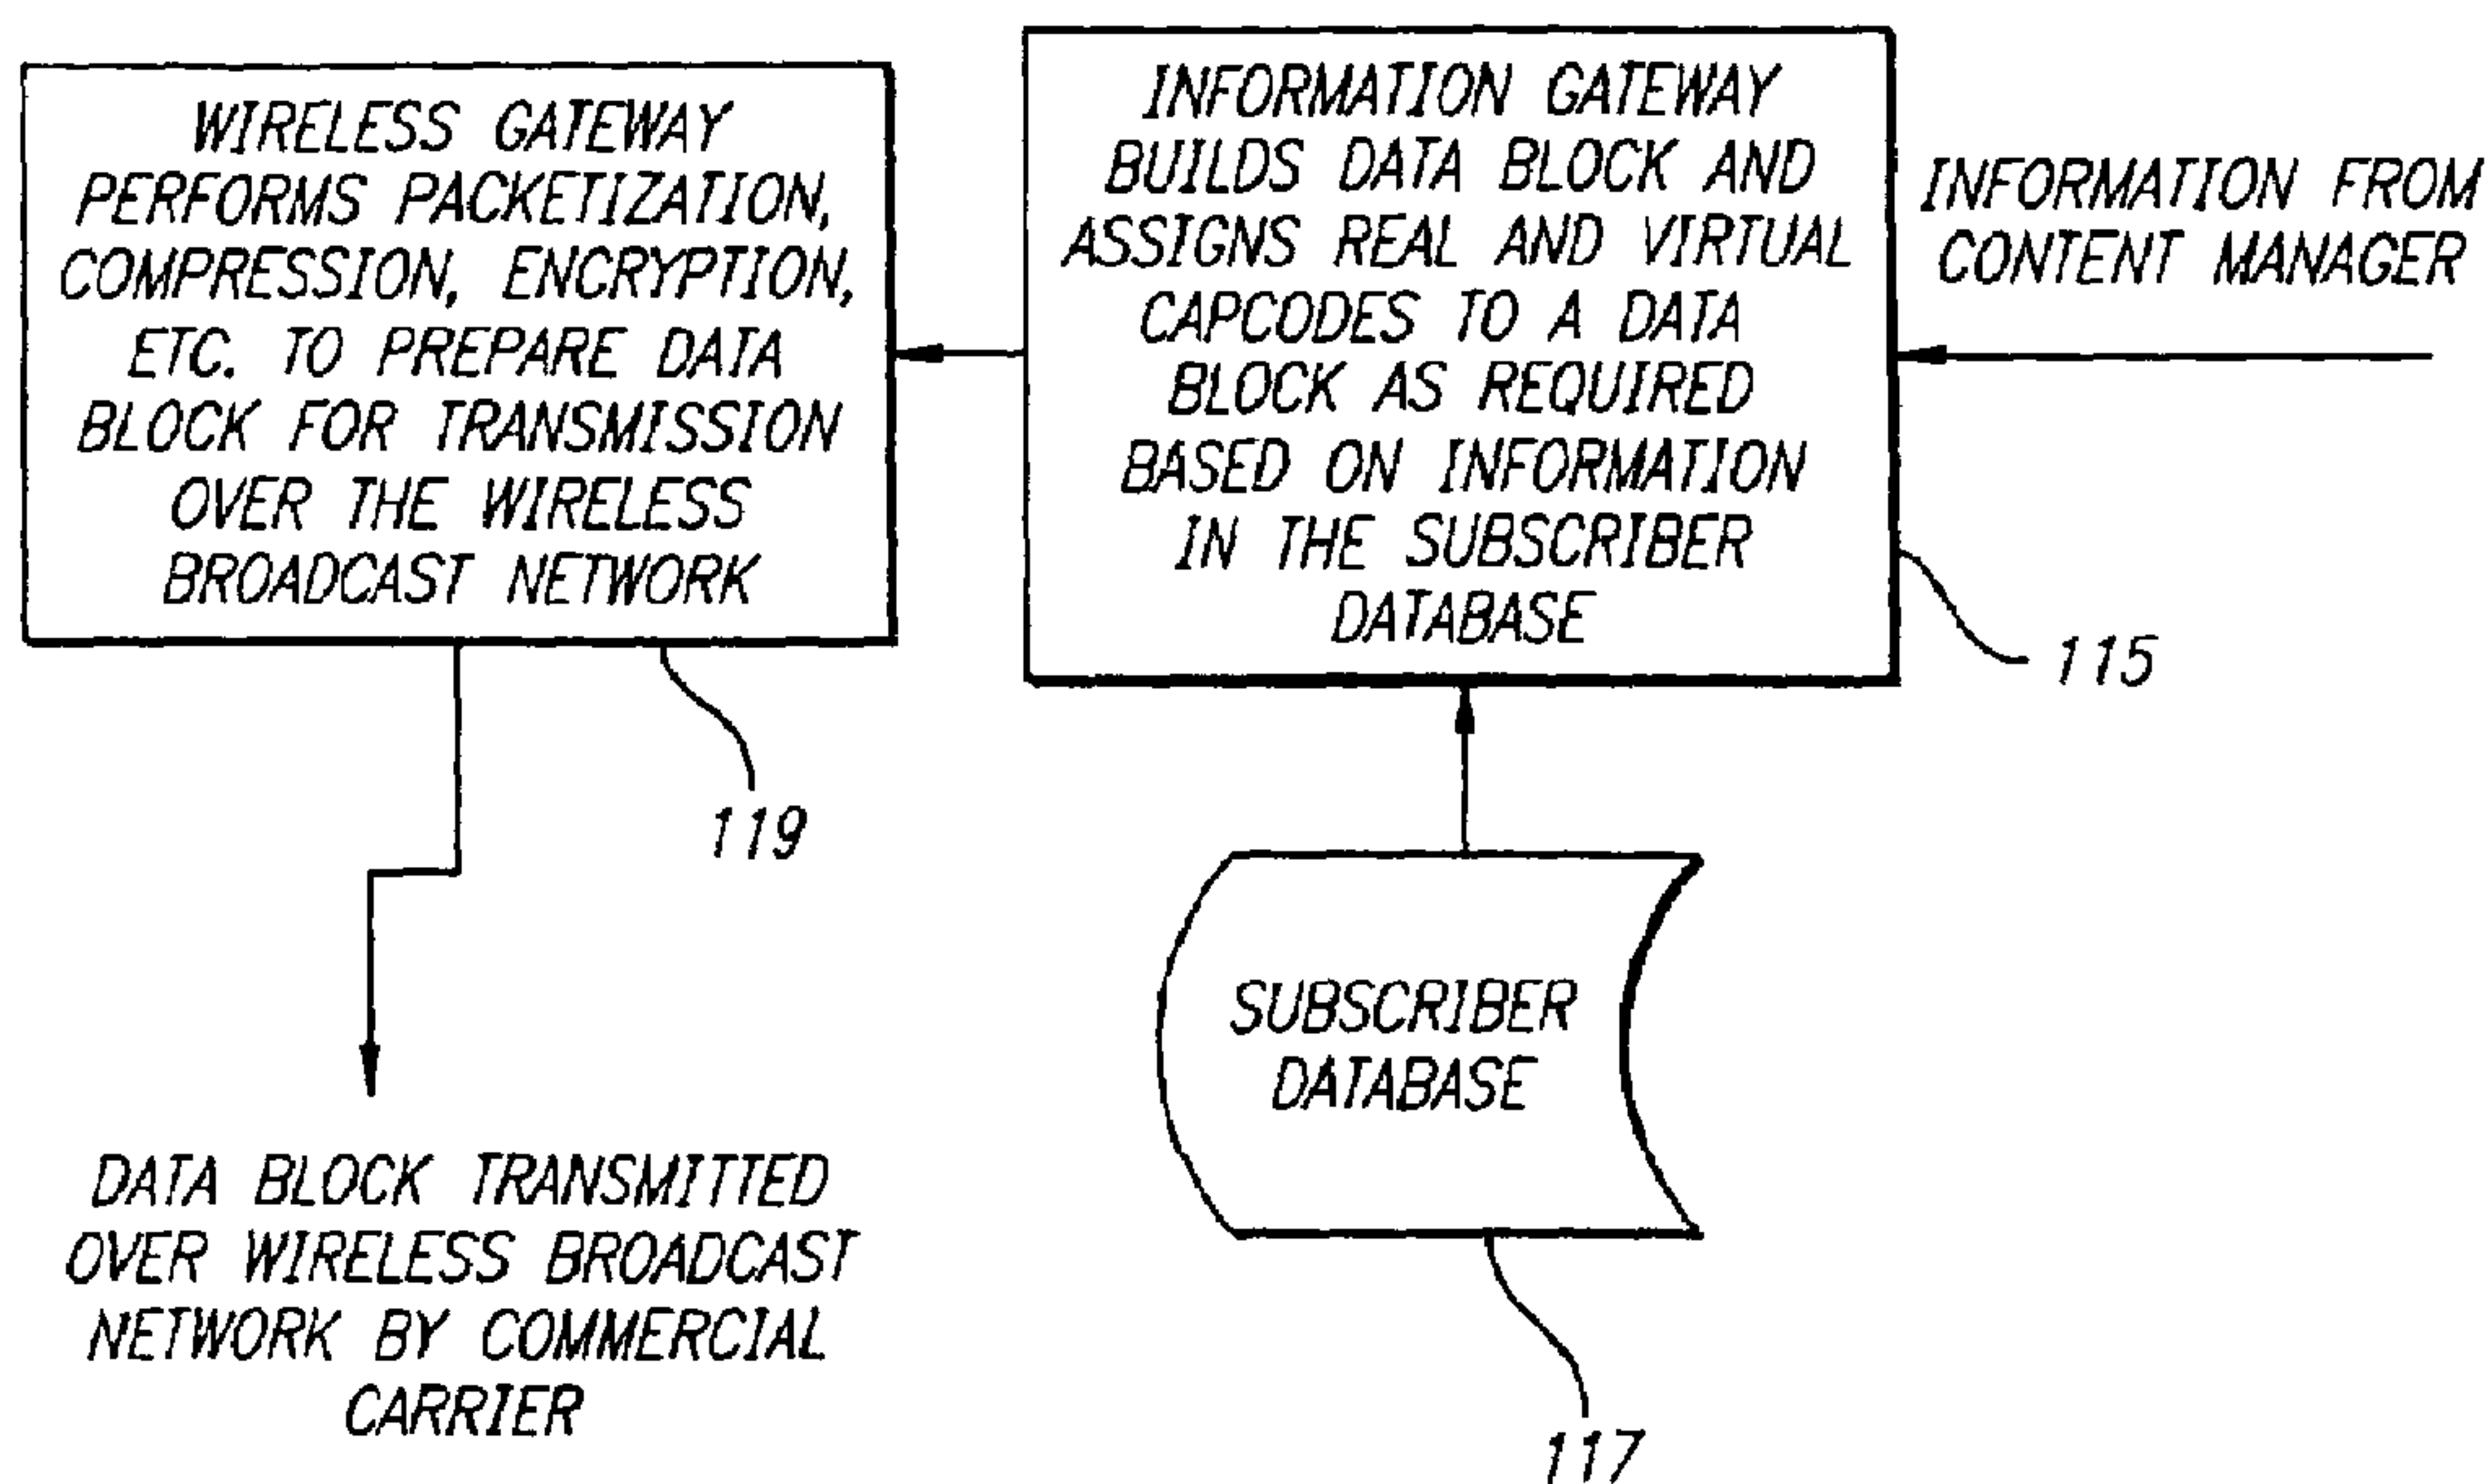 WIRELESS GATEWAY
PERFORMS PACKETIZATION,
COMPRESSION, ENCRYPTION,
ETC. TO PREPARE DATA
BLOCK FOR TRANSMISSION
OVER THE WIRELESS
BROADCAST NETWORK
INFORMATION GATEWAY
BUILDS DATA BLOCK AND
ASSIGNS REAL AND VIRTUAL
CAPCODES TO A DATA
BLOCK AS REQUIRED
BASED ON INFORMATION
IN THE SUBSCRIBER
DATABASE
INFORMATION FROM
CONTENT MANAGER
115
119
SUBSCRIBER
DATABASE
117
DATA BLOCK TRANSMITTED
OVER WIRELESS BROADCAST
NETWORK BY COMMERCIAL
CARRIER